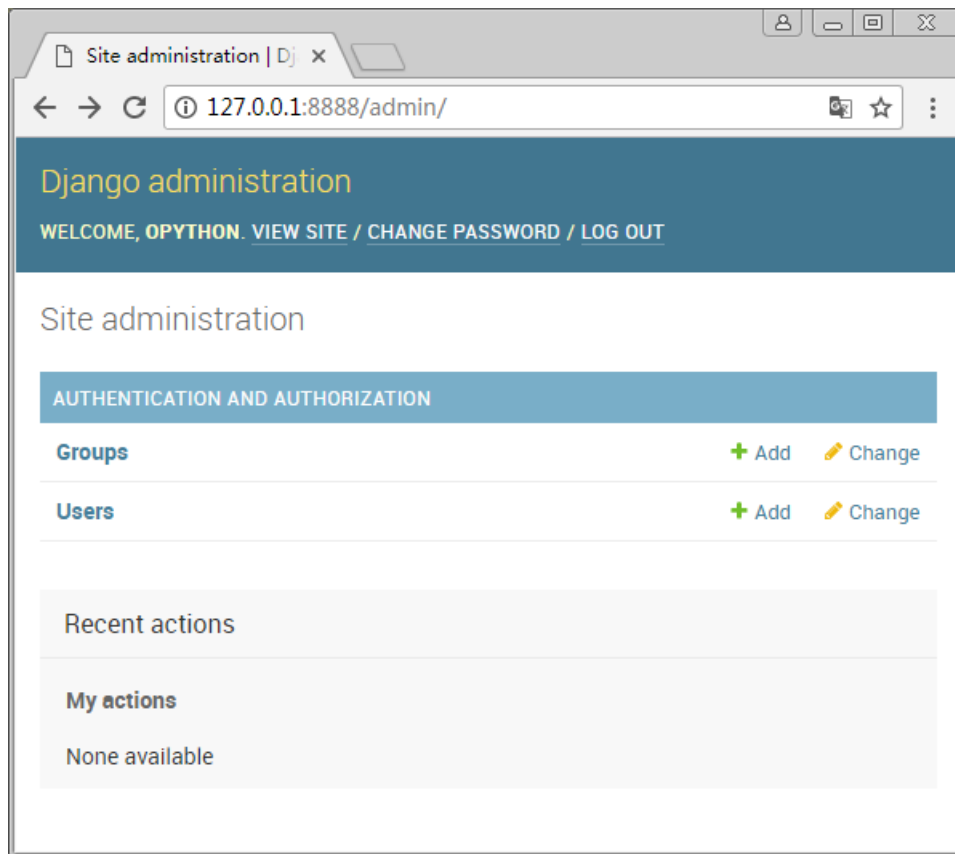 Site administration | Dj
127.0.0.1:8888/admin/
Django administration
WELCOME, OPYTHON. VIEW SITE / CHANGE PASSWORD / LOG OUT
Site administration
AUTHENTICATION AND AUTHORIZATION
Groups + Add Change
Users + Add Change
Recent actions
My actions
None available